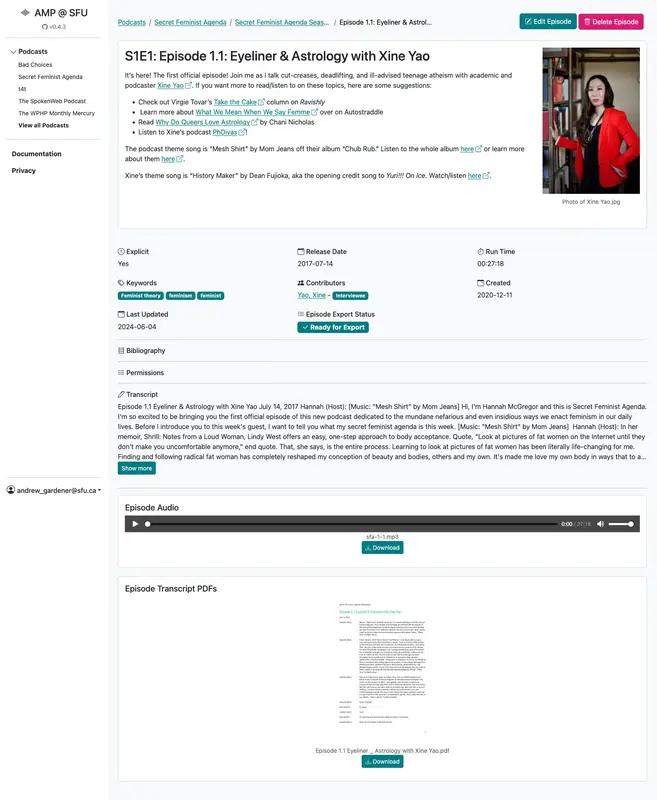 AMP @ SFU
v0.4.3
Podcasts
Bad Choices
Secret Feminist Agenda
t4t
The SpokenWeb Podcast
The WPHP Monthly Mercury
View all Podcasts
Documentation
Privacy
andrew_gardener@sfu.ca
Podcasts / Secret Feminist Agenda / Secret Feminist Agenda Seas... / Episode 1.1: Eyeliner & Astrol...
Edit Episode
Delete Episode
S1E1: Episode 1.1: Eyeliner & Astrology with Xine Yao
It's here! The first official episode! Join me as I talk cut-creases, deadlifting, and ill-advised teenage atheism with academic and
podcaster Xine Yao. If you want more to read/listen to on these topics, here are some suggestions:
• Check out Virgie Tovar's Take the Cake column on Ravishly
• Learn more about What We Mean When We Say Femme over on Autostraddle
• Read Why Do Queers Love Astrology by Chani Nicholas
• Listen to Xine's podcast PhDivas!
The podcast theme song is "Mesh Shirt" by Mom Jeans off their album "Chub Rub." Listen to the whole album here or learn more
about them here.
Xine's theme song is "History Maker" by Dean Fujioka, aka the opening credit song to Yuri!!! On Ice. Watch/listen here.
Photo of Xine Yao.jpg
Explicit
Yes
Release Date
2017-07-14
Run Time
00:27:18
Keywords
Feminist theory feminism feminist
Contributors
Yao, Xine - Interviewee
Created
2020-12-11
Last Updated
2024-06-04
Episode Export Status
Ready for Export
Bibliography
Permissions
Transcript
Episode 1.1 Eyeliner & Astrology with Xine Yao July 14, 2017 Hannah (Host): [Music: "Mesh Shirt" by Mom Jeans] Hi, I'm Hannah McGregor and this is Secret Feminist Agenda.
I'm so excited to be bringing you the first official episode of this new podcast dedicated to the mundane nefarious and even insidious ways we enact feminism in our daily
lives. Before I introduce you to this week's guest, I want to tell you what my secret feminist agenda is this week. [Music: "Mesh Shirt" by Mom Jeans] Hannah (Host): In her
memoir, Shrill: Notes from a Loud Woman, Lindy West offers an easy, one-step approach to body acceptance. Quote, "Look at pictures of fat women on the Internet until they
don't make you uncomfortable anymore," end quote. That, she says, is the entire process. Learning to look at pictures of fat women has been literally life-changing for me.
Finding and following radical fat woman has completely reshaped my conception of beauty and bodies, others and my own. It's made me love my own body in ways that to a...
Show more
Episode Audio
0:00 / 27:18
sfa-1-1.mp3
Download
Episode Transcript PDFs
Episode 1.1 Eyeliner _ Astrology with Xine Yao.pdf
Download